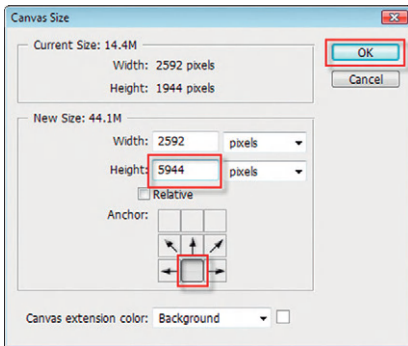 Canvas Size
Current Size: 14.4M
Width: 2592 pixels
Height: 1944 pixels
OK
Cancel
New Size: 44.1M
Width: 2592 pixels
Height: 5944 pixels
Relative
Anchor:
Canvas extension color: Background